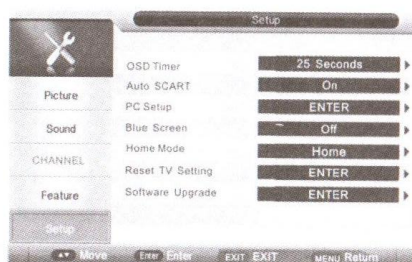 Setup
OSD Timer 25 Seconds
Auto SCART On
PC Setup ENTER
Blue Screen Off
Home Mode Home
Reset TV Setting ENTER
Software Upgrade ENTER
Picture
Sound
CHANNEL
Feature
Setup
Move Enter Enter EXIT EXIT MENU Return